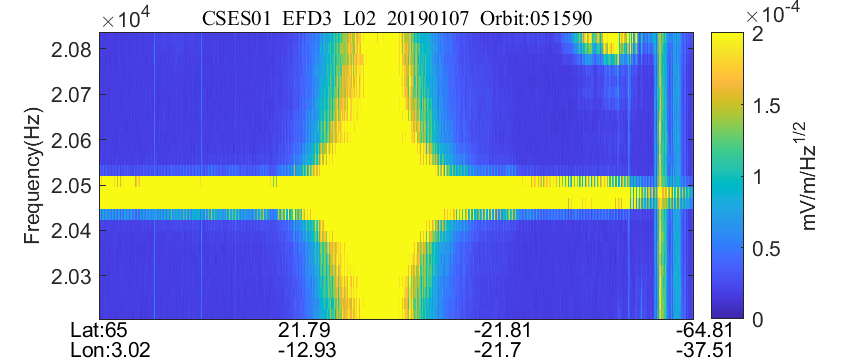 CSES01 EFD3 L02 20190107 Orbit:051590
×10⁴
×10⁻⁴
2.08
2.07
2.06
2.05
2.04
2.03
Frequency(Hz)
2
1.5
1
0.5
0
mV/m/Hz^1/2
Lat:65 21.79 -21.81 -64.81
Lon:3.02 -12.93 -21.7 -37.51